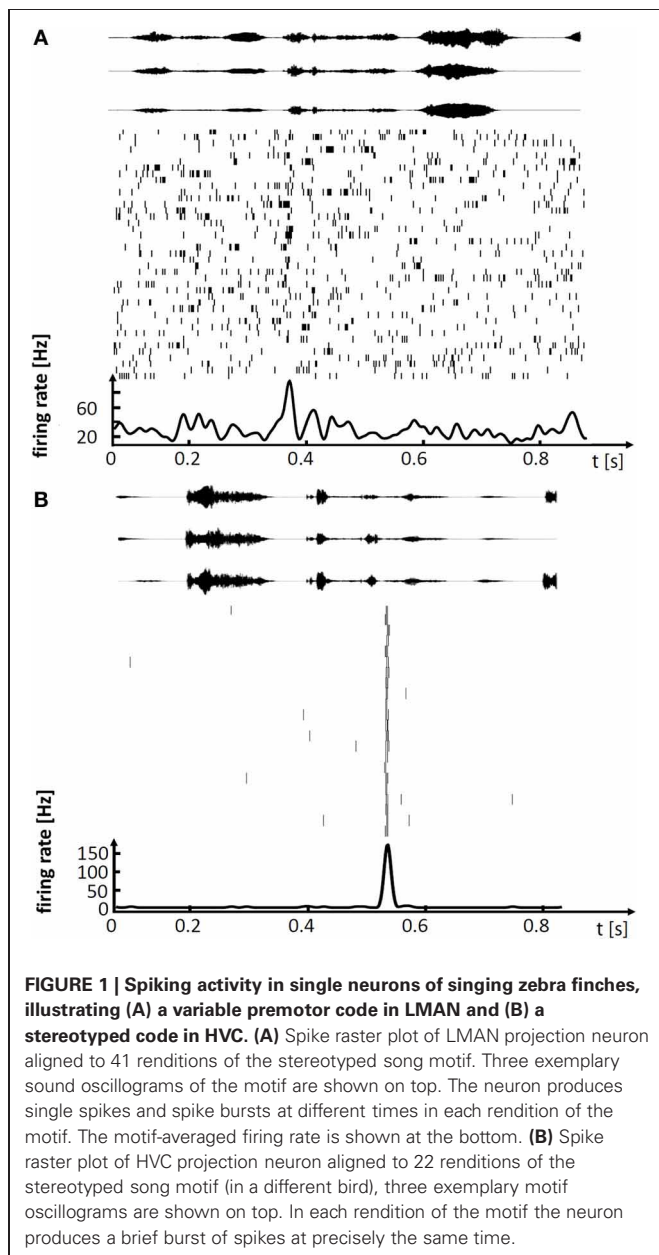 A
firing rate [Hz]
60
20
0 0.2 0.4 0.6 0.8
t [s]
B
firing rate [Hz]
150
100
50
0
0 0.2 0.4 0.6 0.8
t [s]
FIGURE 1 | Spiking activity in single neurons of singing zebra finches,
illustrating (A) a variable premotor code in LMAN and (B) a
stereotyped code in HVC. (A) Spike raster plot of LMAN projection neuron
aligned to 41 renditions of the stereotyped song motif. Three exemplary
sound oscillograms of the motif are shown on top. The neuron produces
single spikes and spike bursts at different times in each rendition of the
motif. The motif-averaged firing rate is shown at the bottom. (B) Spike
raster plot of HVC projection neuron aligned to 22 renditions of the
stereotyped song motif (in a different bird), three exemplary motif
oscillograms are shown on top. In each rendition of the motif the neuron
produces a brief burst of spikes at precisely the same time.